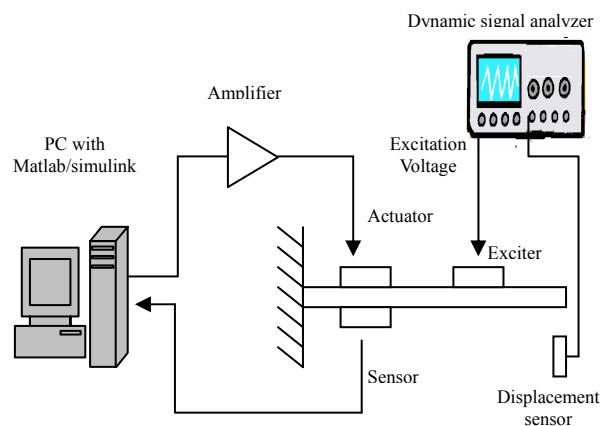 Dynamic signal analyzer
Amplifier
PC with
Matlab/simulink
Excitation
Voltage
Actuator
Exciter
Sensor
Displacement
sensor